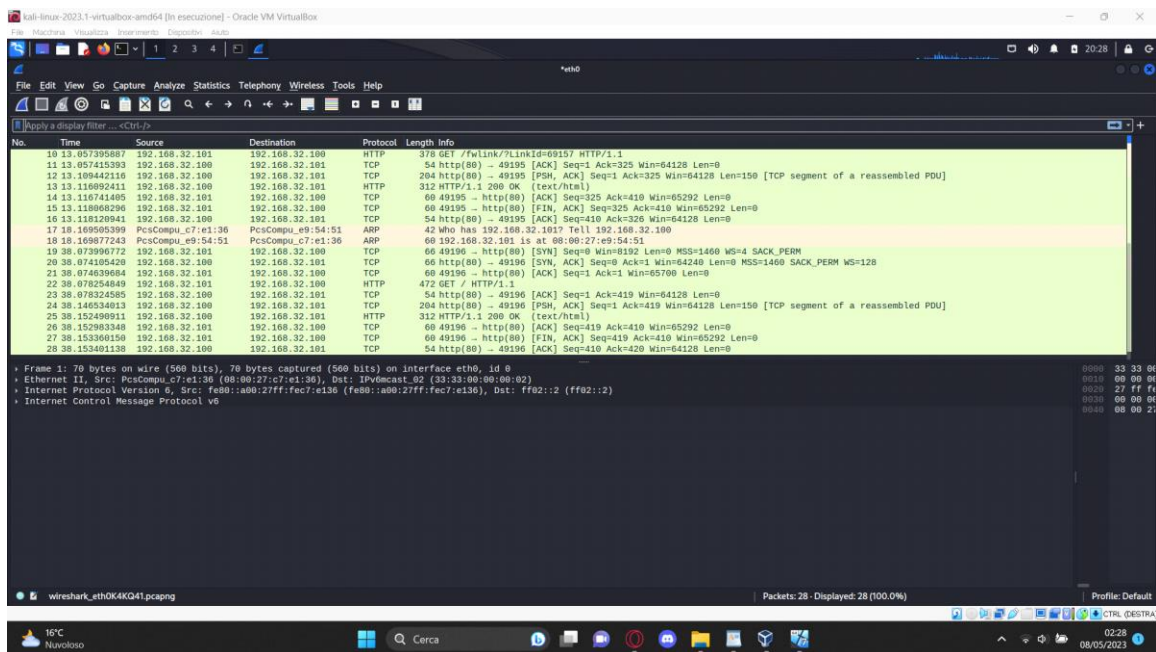 kali-linux-2023.1-virtualbox-amd64 [In esecuzione] - Oracle VM VirtualBox
File Macchina Visualizza Inserimento Dispositivi Aiuto
1 2 3 4 20:28
*eth0
File Edit View Go Capture Analyze Statistics Telephony Wireless Tools Help
Apply a display filter ... <Ctrl-/>
No. Time Source Destination Protocol Length Info
10 13.057395887 192.168.32.101 192.168.32.100 HTTP 378 GET /fwlink/?LinkId=69157 HTTP/1.1
11 13.057415393 192.168.32.100 192.168.32.101 TCP 54 http(80) → 49195 [ACK] Seq=1 Ack=325 Win=64128 Len=0
12 13.109442116 192.168.32.100 192.168.32.101 TCP 204 http(80) → 49195 [PSH, ACK] Seq=1 Ack=325 Win=64128 Len=150 [TCP segment of a reassembled PDU]
13 13.116092411 192.168.32.100 192.168.32.101 HTTP 312 HTTP/1.1 200 OK (text/html)
14 13.116741405 192.168.32.101 192.168.32.100 TCP 60 49195 → http(80) [ACK] Seq=325 Ack=410 Win=65292 Len=0
15 13.118068296 192.168.32.101 192.168.32.100 TCP 60 49195 → http(80) [FIN, ACK] Seq=325 Ack=410 Win=65292 Len=0
16 13.118120941 192.168.32.100 192.168.32.101 TCP 54 http(80) → 49195 [ACK] Seq=410 Ack=326 Win=64128 Len=0
17 18.169505399 PcsCompu_c7:e1:36 PcsCompu_e9:54:51 ARP 42 Who has 192.168.32.101? Tell 192.168.32.100
18 18.169877243 PcsCompu_e9:54:51 PcsCompu_c7:e1:36 ARP 60 192.168.32.101 is at 08:00:27:e9:54:51
19 38.073996772 192.168.32.101 192.168.32.100 TCP 66 49196 → http(80) [SYN] Seq=0 Win=8192 Len=0 MSS=1460 WS=4 SACK_PERM
20 38.074105420 192.168.32.100 192.168.32.101 TCP 66 http(80) → 49196 [SYN, ACK] Seq=0 Ack=1 Win=64240 Len=0 MSS=1460 SACK_PERM WS=128
21 38.074639684 192.168.32.101 192.168.32.100 TCP 60 49196 → http(80) [ACK] Seq=1 Ack=1 Win=65700 Len=0
22 38.078254849 192.168.32.101 192.168.32.100 HTTP 472 GET / HTTP/1.1
23 38.078324585 192.168.32.100 192.168.32.101 TCP 54 http(80) → 49196 [ACK] Seq=1 Ack=419 Win=64128 Len=0
24 38.146534013 192.168.32.100 192.168.32.101 TCP 204 http(80) → 49196 [PSH, ACK] Seq=1 Ack=419 Win=64128 Len=150 [TCP segment of a reassembled PDU]
25 38.152490911 192.168.32.100 192.168.32.101 HTTP 312 HTTP/1.1 200 OK (text/html)
26 38.152983348 192.168.32.101 192.168.32.100 TCP 60 49196 → http(80) [ACK] Seq=419 Ack=410 Win=65292 Len=0
27 38.153360150 192.168.32.101 192.168.32.100 TCP 60 49196 → http(80) [FIN, ACK] Seq=419 Ack=410 Win=65292 Len=0
28 38.153401138 192.168.32.100 192.168.32.101 TCP 54 http(80) → 49196 [ACK] Seq=410 Ack=420 Win=64128 Len=0
Frame 1: 70 bytes on wire (560 bits), 70 bytes captured (560 bits) on interface eth0, id 0
Ethernet II, Src: PcsCompu_c7:e1:36 (08:00:27:c7:e1:36), Dst: IPv6mcast_02 (33:33:00:00:00:02)
Internet Protocol Version 6, Src: fe80::a00:27ff:fec7:e136 (fe80::a00:27ff:fec7:e136), Dst: ff02::2 (ff02::2)
Internet Control Message Protocol v6
0000 33 33 00
0010 00 00 00
0020 27 ff fe
0030 00 00 00
0040 08 00 27
wireshark_eth0K4KQ41.pcapng Packets: 28 · Displayed: 28 (100.0%) Profile: Default
CTRL (DESTRA)
16°C
Nuvoloso
Cerca
02:28
08/05/2023